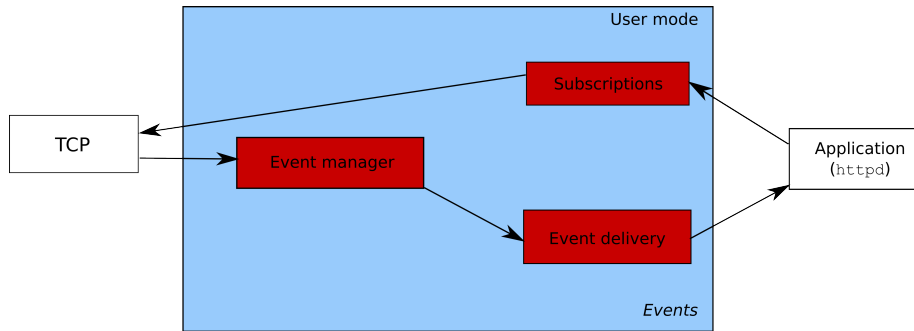 User mode
Subscriptions
TCP
Event manager
Application
(httpd)
Event delivery
Events